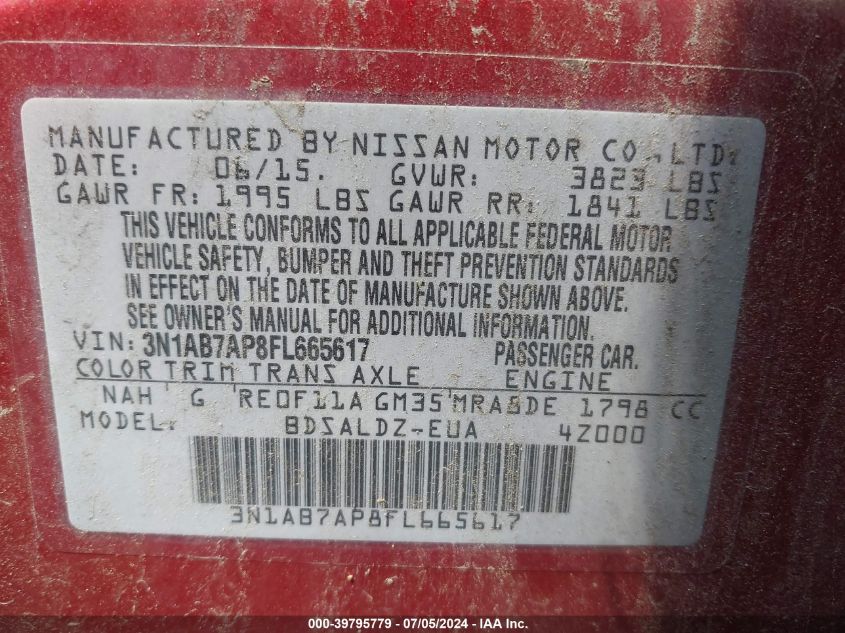 MANUFACTURED BY NISSAN MOTOR CO.,LTD.
DATE: 06/15. GVWR: 3823 LBS
GAWR FR: 1995 LBS GAWR RR: 1841 LBS
THIS VEHICLE CONFORMS TO ALL APPLICABLE FEDERAL MOTOR
VEHICLE SAFETY, BUMPER AND THEFT PREVENTION STANDARDS
IN EFFECT ON THE DATE OF MANUFACTURE SHOWN ABOVE.
SEE OWNER'S MANUAL FOR ADDITIONAL INFORMATION.
VIN: 3N1AB7AP8FL665617 PASSENGER CAR.
COLOR TRIM TRANS AXLE ENGINE
NAH G RE0F11A GM35 MRA8DE 1798 CC
MODEL: BDSALDZ-EUA 4Z000
3N1AB7AP8FL665617
000-39795779 - 07/05/2024 - IAA Inc.